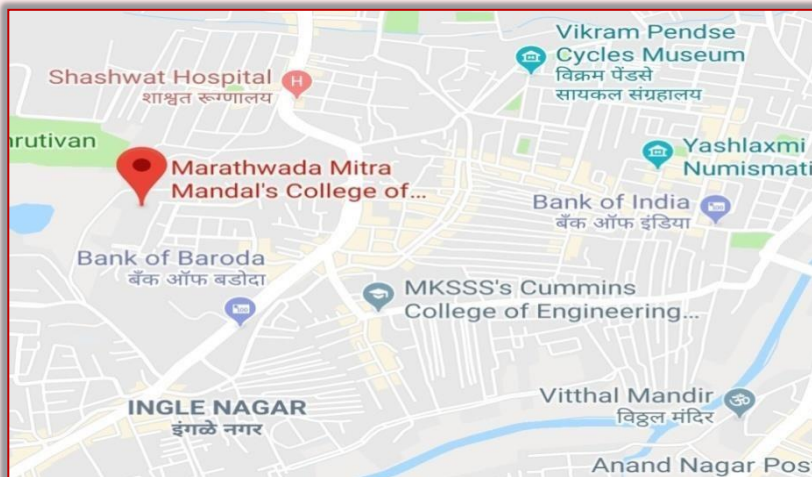 Vikram Pendse
Cycles Museum
विक्रम पेंडसे
सायकल संग्रहालय
Shashwat Hospital
शाश्वत रूग्णालय
H
nrutivan
Marathwada Mitra
Mandal's College of...
Yashlaxmi
Numismati
Bank of India
बँक ऑफ इंडिया
Bank of Baroda
बँक ऑफ बडोदा
MKSSS's Cummins
College of Engineering...
Vitthal Mandir
विठ्ठल मंदिर
ॐ
INGLE NAGAR
इंगळे नगर
Anand Nagar Pos